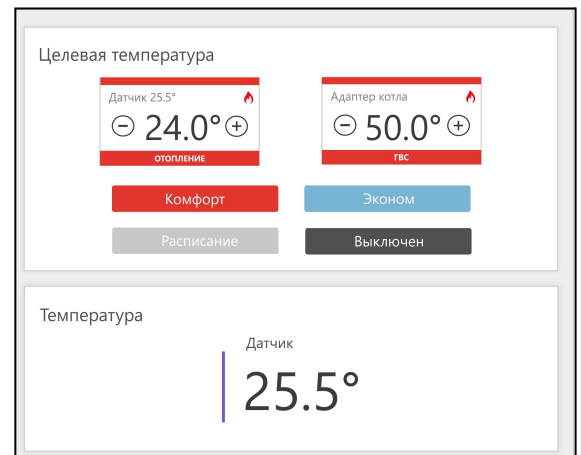 Целевая температура
Датчик 25.5°
24.0°
ОТОПЛЕНИЕ
Адаптер котла
50.0°
ГВС
Комфорт
Эконом
Расписание
Выключен
Температура
Датчик
25.5°